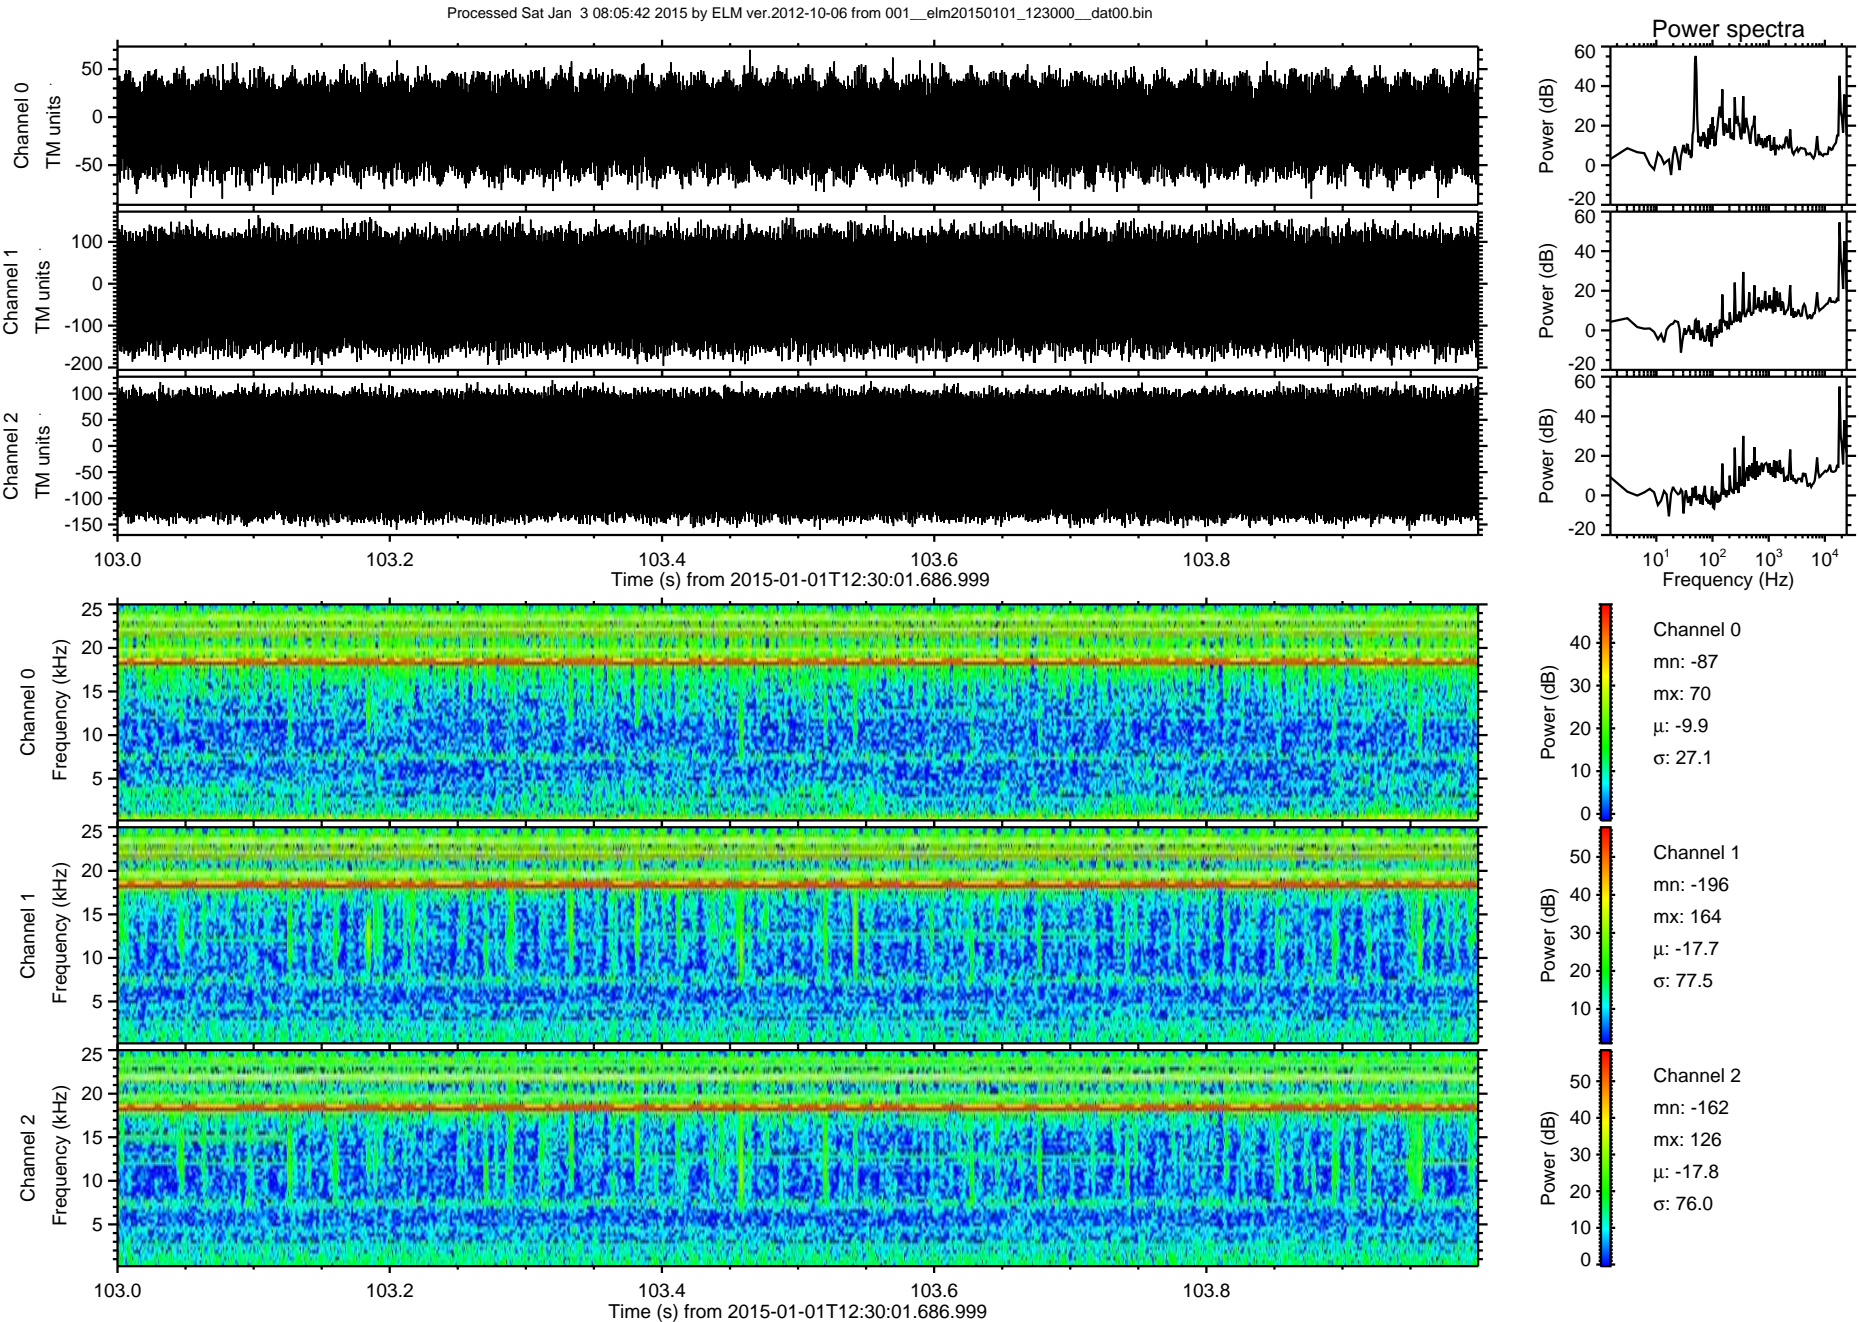 Processed Sat Jan  3 08:05:42 2015 by ELM ver.2012-10-06 from 001__elm20150101_123000__dat00.bin
Power spectra
Channel 0
TM units
50
0
-50
Power (dB)
60
40
20
0
-20
Channel 1
TM units
100
0
-100
-200
Power (dB)
60
40
20
0
-20
Channel 2
TM units
100
50
0
-50
-100
-150
Power (dB)
60
40
20
0
-20
103.0 103.2 103.4 103.6 103.8
Time (s) from 2015-01-01T12:30:01.686.999
10¹ 10² 10³ 10⁴
Frequency (Hz)
Channel 0
Frequency (kHz)
25
20
15
10
5
Power (dB)
40
30
20
10
0
Channel 0
mn: -87
mx: 70
μ: -9.9
σ: 27.1
Channel 1
Frequency (kHz)
25
20
15
10
5
Power (dB)
50
40
30
20
10
Channel 1
mn: -196
mx: 164
μ: -17.7
σ: 77.5
Channel 2
Frequency (kHz)
25
20
15
10
5
Power (dB)
50
40
30
20
10
0
Channel 2
mn: -162
mx: 126
μ: -17.8
σ: 76.0
103.0 103.2 103.4 103.6 103.8
Time (s) from 2015-01-01T12:30:01.686.999